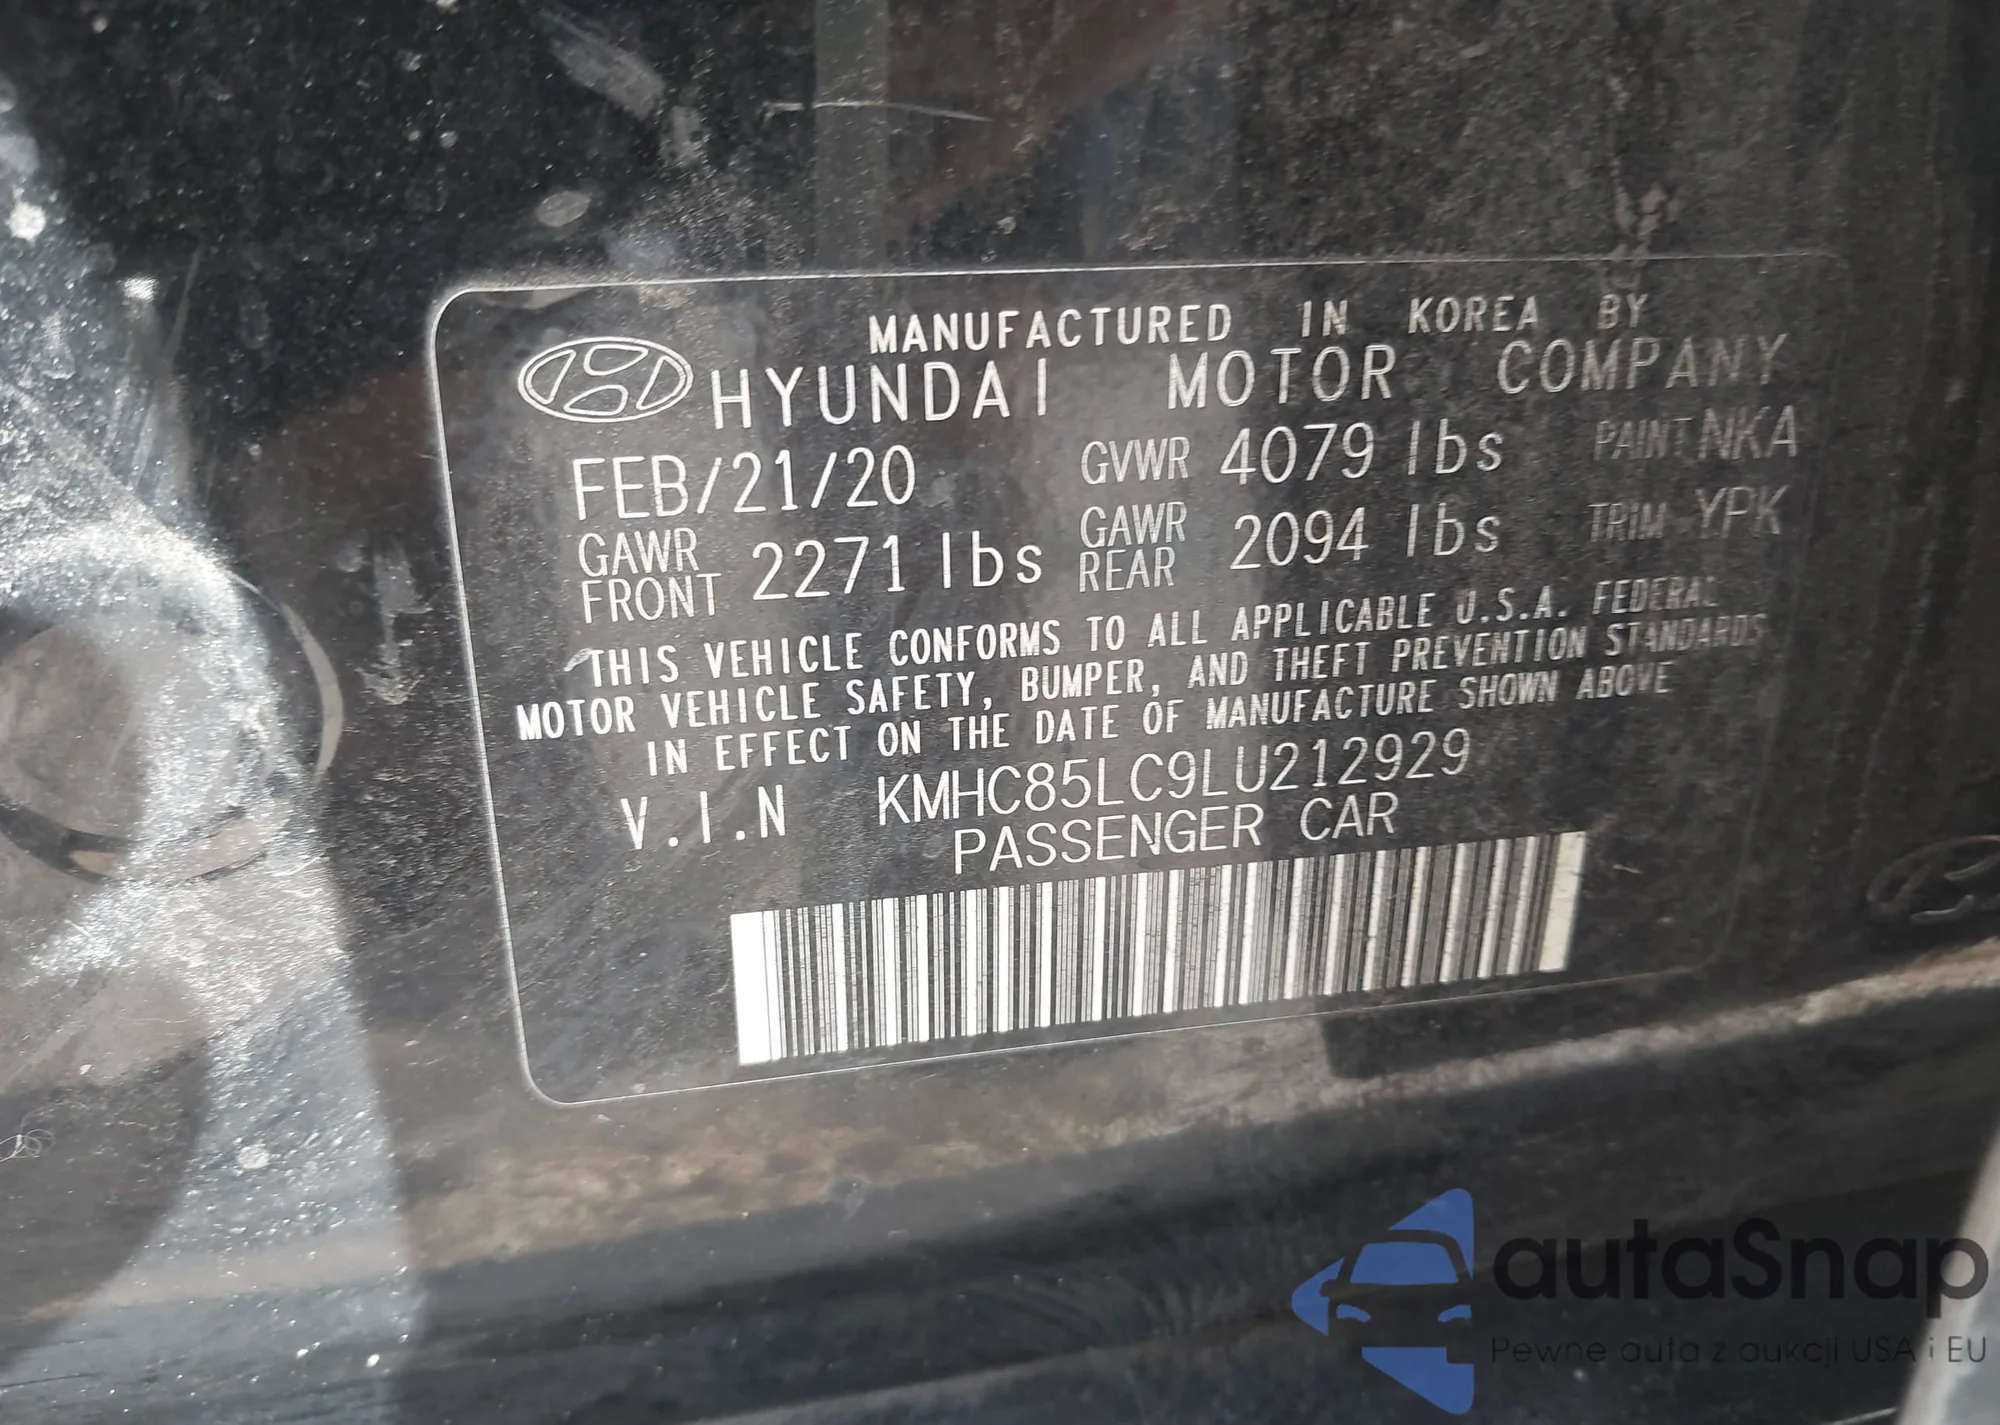 MANUFACTURED IN KOREA BY
HYUNDAI MOTOR COMPANY
FEB/21/20 GVWR 4079 lbs PAINT NKA
GAWR FRONT 2271 lbs GAWR REAR 2094 lbs TRIM YPK
THIS VEHICLE CONFORMS TO ALL APPLICABLE U.S.A. FEDERAL
MOTOR VEHICLE SAFETY, BUMPER, AND THEFT PREVENTION STANDARDS
IN EFFECT ON THE DATE OF MANUFACTURE SHOWN ABOVE
V.I.N KMHC85LC9LU212929
PASSENGER CAR
autaSnap
Pewne auta z aukcji USA i EU